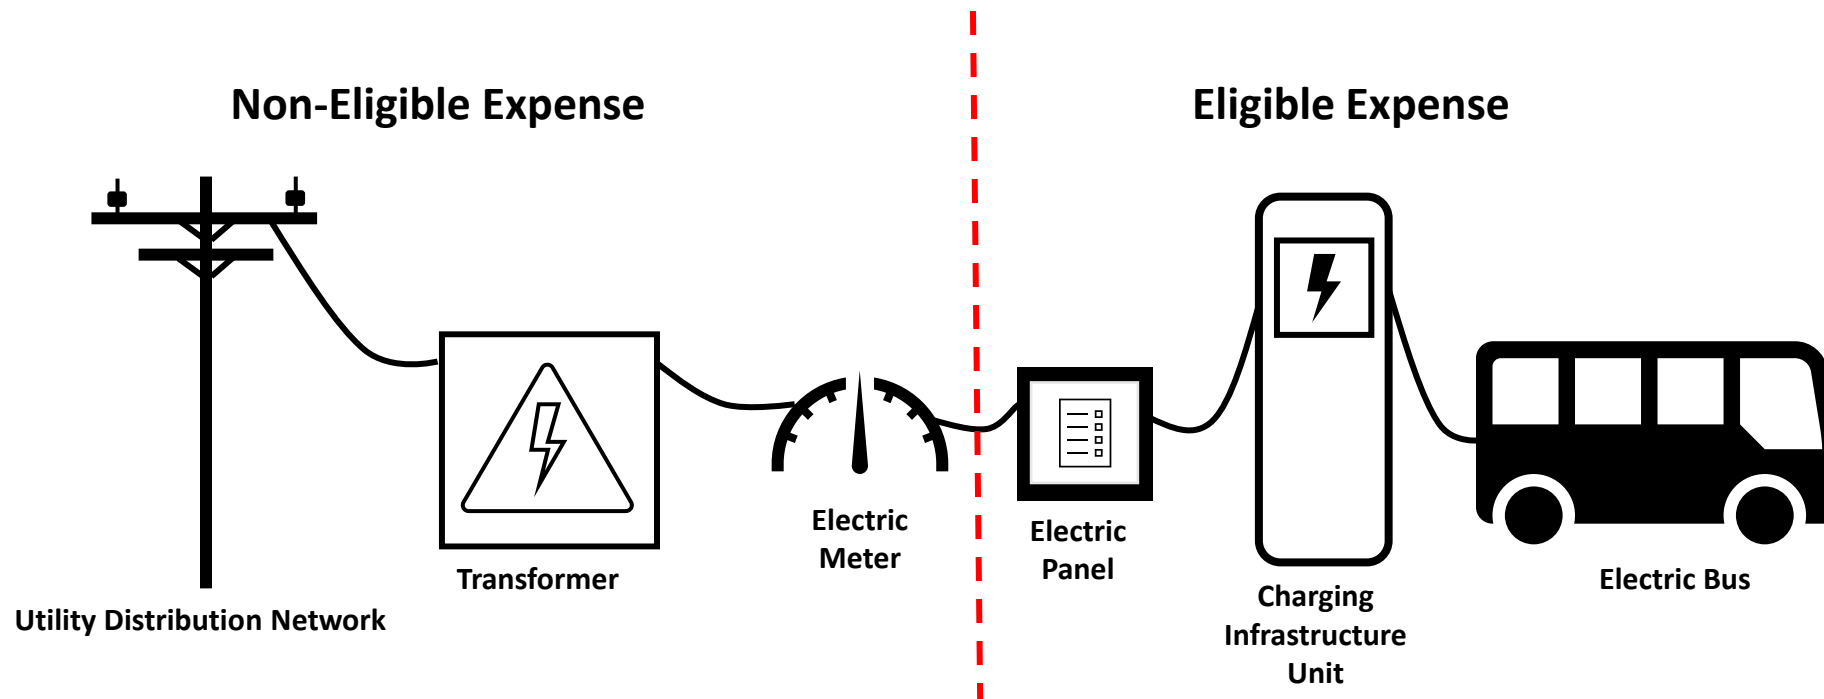 Non-Eligible Expense
Eligible Expense
Utility Distribution Network
Transformer
Electric
Meter
Electric
Panel
Charging
Infrastructure
Unit
Electric Bus